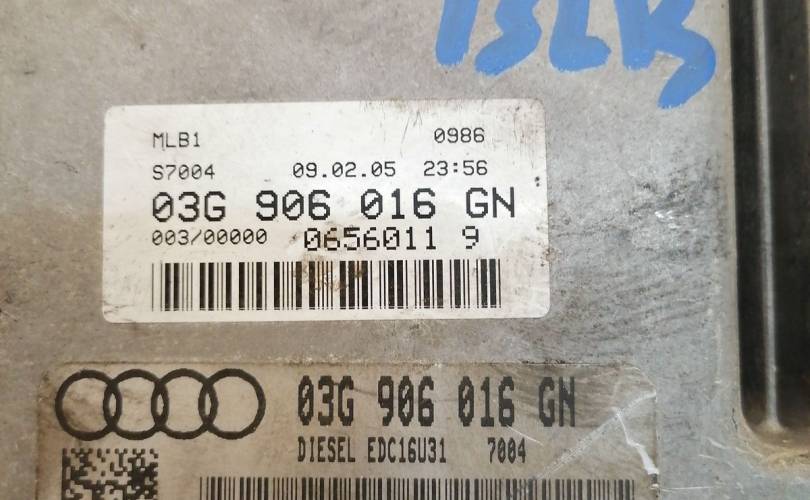 MLB1 0986
S7004 09.02.05 23:56
03G 906 016 GN
003/00000 0656011 9
03G 906 016 GN
DIESEL EDC16U31 7004